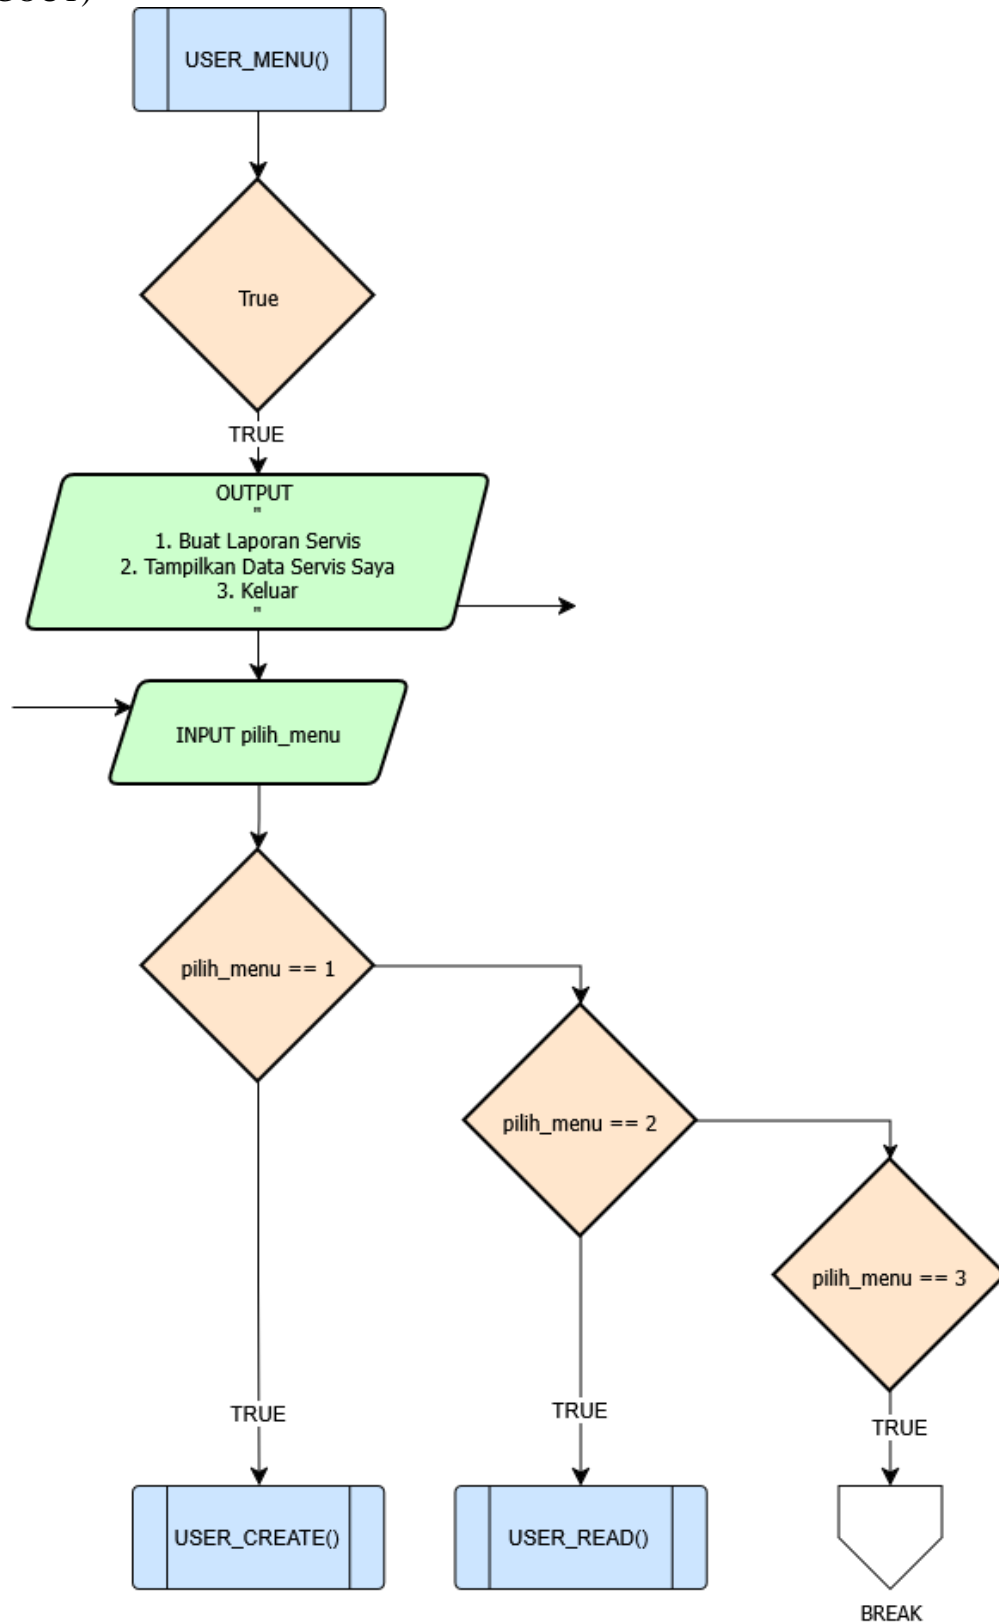 USER_MENU()
True
TRUE
OUTPUT
"
1. Buat Laporan Servis
2. Tampilkan Data Servis Saya
3. Keluar
"
INPUT pilih_menu
pilih_menu == 1
pilih_menu == 2
pilih_menu == 3
TRUE
TRUE
TRUE
USER_CREATE()
USER_READ()
BREAK